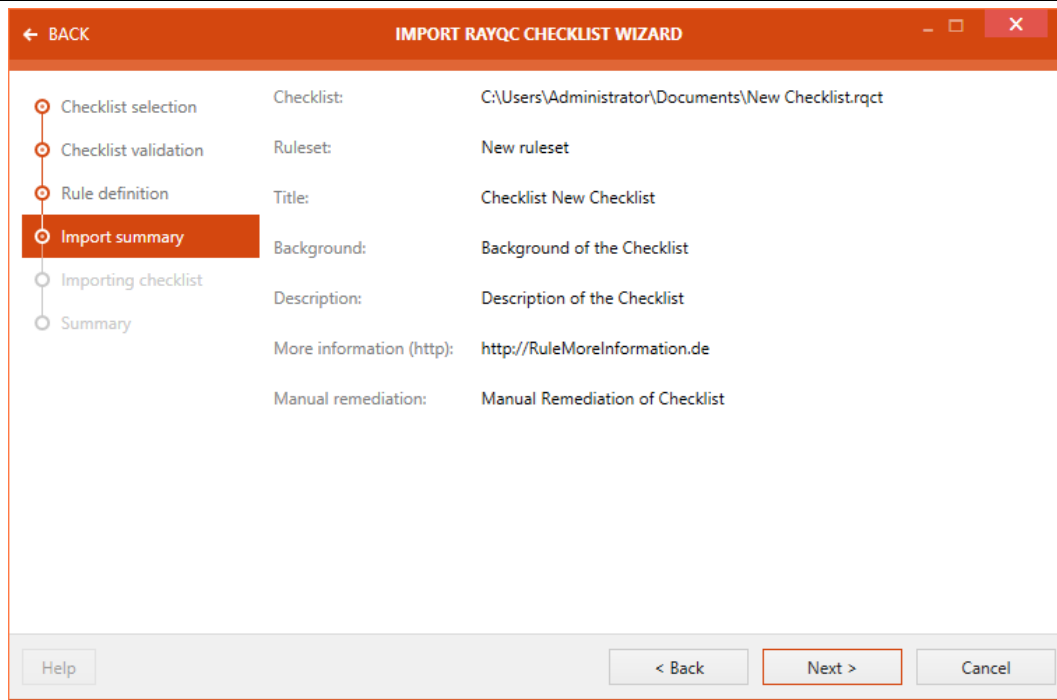 ← BACK
IMPORT RAYQC CHECKLIST WIZARD
Checklist selection
Checklist validation
Rule definition
Import summary
Importing checklist
Summary
Checklist: C:\Users\Administrator\Documents\New Checklist.rqct
Ruleset: New ruleset
Title: Checklist New Checklist
Background: Background of the Checklist
Description: Description of the Checklist
More information (http): http://RuleMoreInformation.de
Manual remediation: Manual Remediation of Checklist
Help
< Back
Next >
Cancel